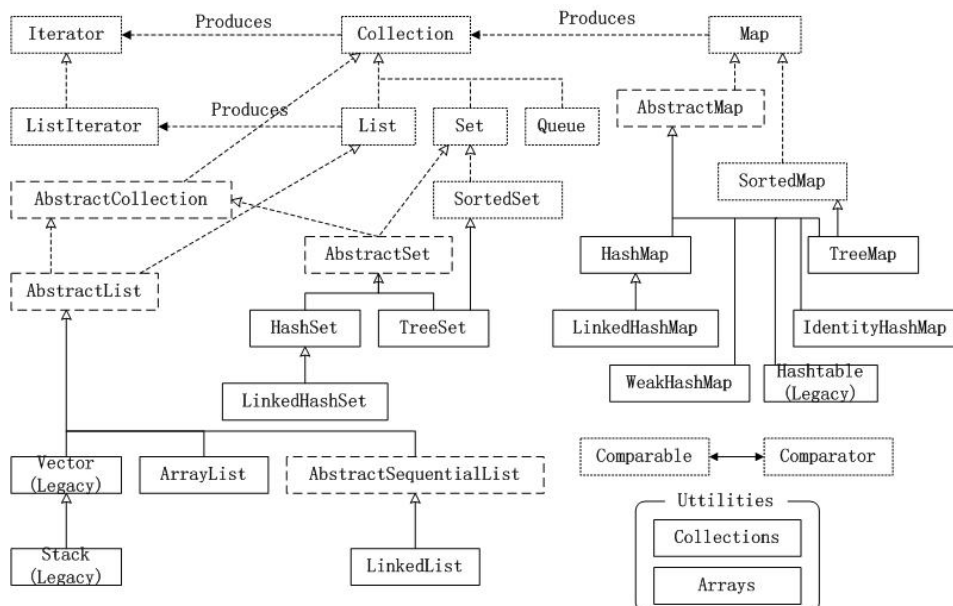 Produces
Produces
Iterator
Collection
Map
AbstractMap
Produces
ListIterator
List
Set
Queue
SortedMap
AbstractCollection
SortedSet
AbstractSet
HashMap
TreeMap
AbstractList
HashSet
TreeSet
LinkedHashMap
IdentityHashMap
Hashtable
(Legacy)
WeakHashMap
LinkedHashSet
Comparable
Comparator
Vector
(Legacy)
ArrayList
AbstractSequentialList
Uttilities
Collections
Stack
(Legacy)
LinkedList
Arrays